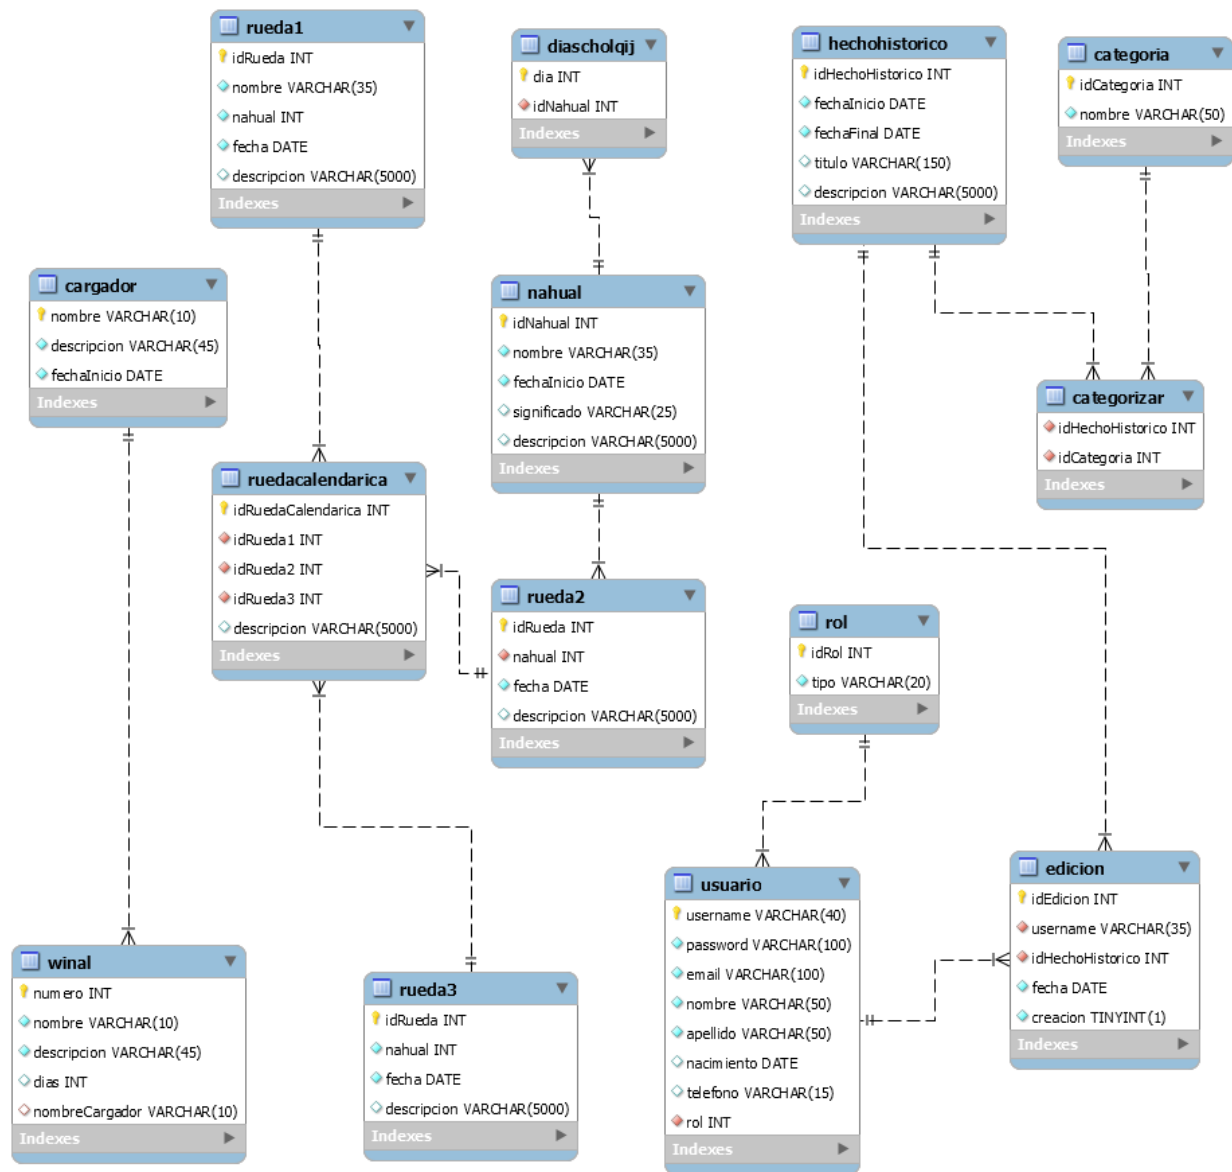 rueda1
idRueda INT
nombre VARCHAR(35)
nahual INT
fecha DATE
descripcion VARCHAR(5000)
Indexes
diascholqij
dia INT
idNahual INT
Indexes
hechohistorico
idHechoHistorico INT
fechaInicio DATE
fechaFinal DATE
titulo VARCHAR(150)
descripcion VARCHAR(5000)
Indexes
categoria
idCategoria INT
nombre VARCHAR(50)
Indexes
cargador
nombre VARCHAR(10)
descripcion VARCHAR(45)
fechaInicio DATE
Indexes
nahual
idNahual INT
nombre VARCHAR(35)
fechaInicio DATE
significado VARCHAR(25)
descripcion VARCHAR(5000)
Indexes
categorizar
idHechoHistorico INT
idCategoria INT
Indexes
ruedacalendarica
idRuedaCalendarica INT
idRueda1 INT
idRueda2 INT
idRueda3 INT
descripcion VARCHAR(5000)
Indexes
rueda2
idRueda INT
nahual INT
fecha DATE
descripcion VARCHAR(5000)
Indexes
rol
idRol INT
tipo VARCHAR(20)
Indexes
usuario
username VARCHAR(40)
password VARCHAR(100)
email VARCHAR(100)
nombre VARCHAR(50)
apellido VARCHAR(50)
nacimiento DATE
telefono VARCHAR(15)
rol INT
Indexes
edicion
idEdicion INT
username VARCHAR(35)
idHechoHistorico INT
fecha DATE
creacion TINYINT(1)
Indexes
winal
numero INT
nombre VARCHAR(10)
descripcion VARCHAR(45)
dias INT
nombreCargador VARCHAR(10)
Indexes
rueda3
idRueda INT
nahual INT
fecha DATE
descripcion VARCHAR(5000)
Indexes